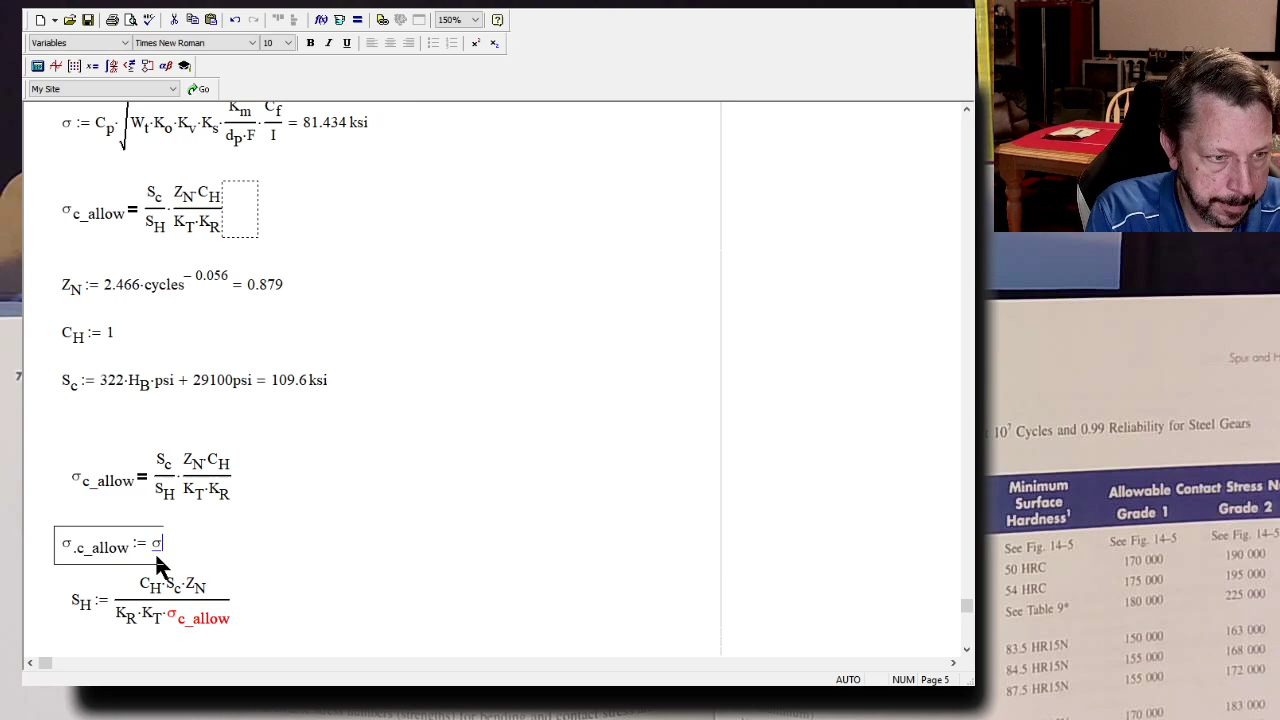 150%
Variables Times New Roman 10 B I U
My Site Go
σ := C_p·√(W_t·K_o·K_v·K_s·K_m/(d_P·F)·C_f/I) = 81.434 ksi
σ_c_allow = S_c/S_H · Z_N·C_H/(K_T·K_R)
Z_N := 2.466·cycles^(− 0.056) = 0.879
C_H := 1
S_c := 322·H_B·psi + 29100psi = 109.6 ksi
σ_c_allow = S_c/S_H · Z_N·C_H/(K_T·K_R)
σ_.c_allow := σ
S_H := C_H·S_c·Z_N/(K_R·K_T·σ_c_allow)
AUTO NUM Page 5
7
Spur and H
10^7 Cycles and 0.99 Reliability for Steel Gears
Minimum Surface Hardness¹
Allowable Contact Stress N
Grade 1 Grade 2
See Fig. 14–5 See Fig. 14–5 See Fig. 14–5
50 HRC 170 000 190 000
54 HRC 175 000 195 000
See Table 9* 180 000 225 000
83.5 HR15N 150 000 163 000
84.5 HR15N 155 000 168 000
87.5 HR15N 155 000 172 000
170 000 183 000